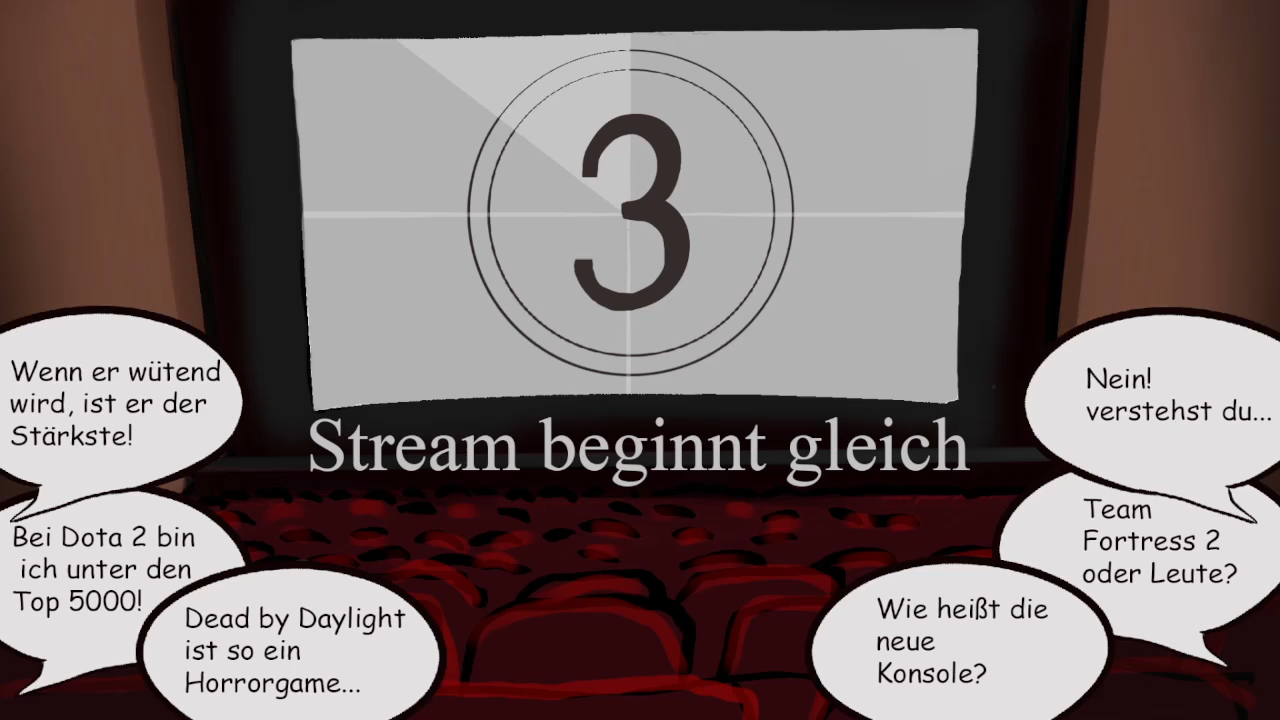 3
Stream beginnt gleich
Wenn er wütend
wird, ist er der
Stärkste!
Bei Dota 2 bin
ich unter den
Top 5000!
Dead by Daylight
ist so ein
Horrorgame...
Nein!
verstehst du...
Team
Fortress 2
oder Leute?
Wie heißt die
neue
Konsole?